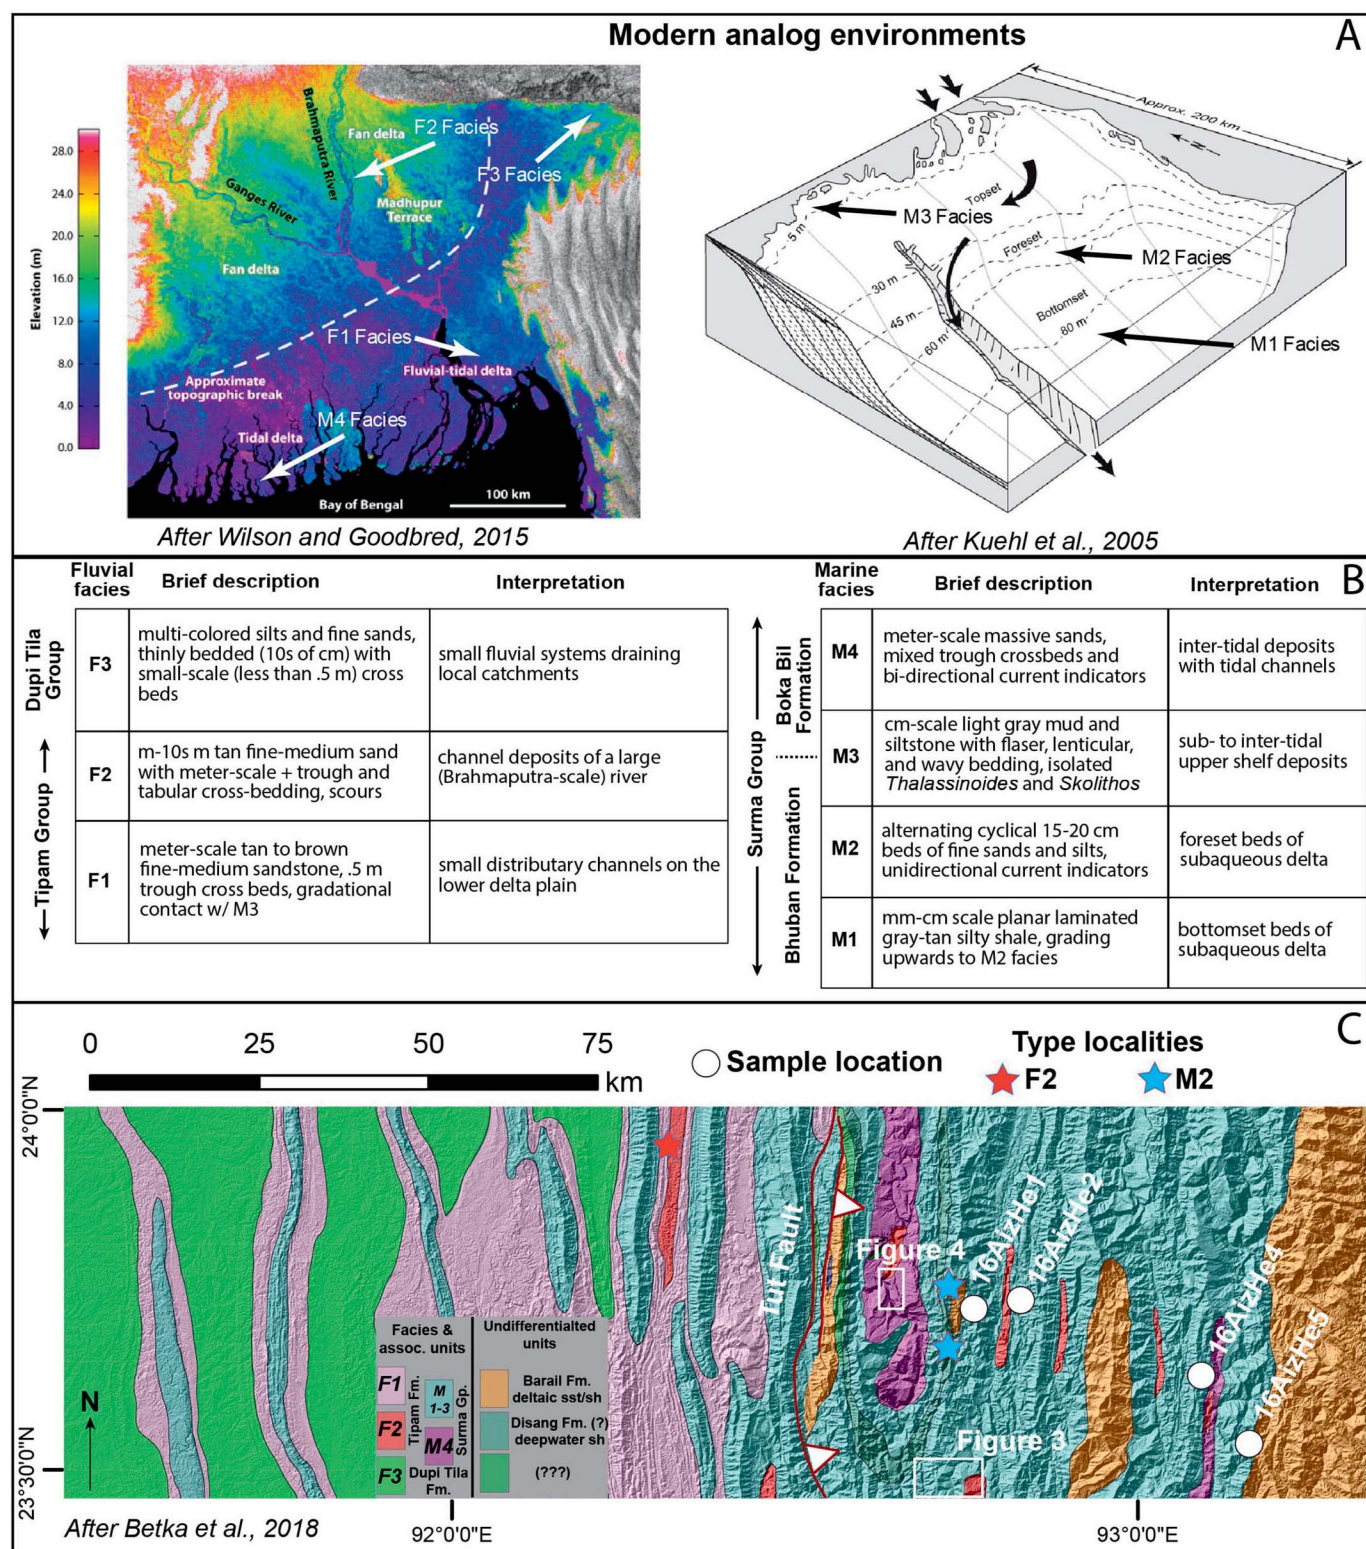 Modern analog environments
A
Elevation (m)
28.0
24.0
20.0
16.0
12.0
8.0
4.0
0.0
Brahmaputra River
Fan delta
F2 Facies
F3 Facies
Ganges River
Madhupur
Terrace
Fan delta
F1 Facies
Fluvial-tidal delta
Approximate
topographic break
M4 Facies
Tidal delta
Bay of Bengal
100 km
After Wilson and Goodbred, 2015
Approx. 200 km
N
Topset
M3 Facies
5 m
Foreset
M2 Facies
30 m
Bottomset
45 m
80 m
60 m
M1 Facies
After Kuehl et al., 2005
B
Fluvial
facies
Brief description
Interpretation
Dupi Tila
Group
F3
multi-colored silts and fine sands,
thinly bedded (10s of cm) with
small-scale (less than .5 m) cross
beds
small fluvial systems draining
local catchments
Tipam Group
F2
m-10s m tan fine-medium sand
with meter-scale + trough and
tabular cross-bedding, scours
channel deposits of a large
(Brahmaputra-scale) river
F1
meter-scale tan to brown
fine-medium sandstone, .5 m
trough cross beds, gradational
contact w/ M3
small distributary channels on the
lower delta plain
Marine
facies
Brief description
Interpretation
Surma Group
Boka Bil
Formation
Bhuban Formation
M4
meter-scale massive sands,
mixed trough crossbeds and
bi-directional current indicators
inter-tidal deposits
with tidal channels
M3
cm-scale light gray mud and
siltstone with flaser, lenticular,
and wavy bedding, isolated
Thalassinoides and Skolithos
sub- to inter-tidal
upper shelf deposits
M2
alternating cyclical 15-20 cm
beds of fine sands and silts,
unidirectional current indicators
foreset beds of
subaqueous delta
M1
mm-cm scale planar laminated
gray-tan silty shale, grading
upwards to M2 facies
bottomset beds of
subaqueous delta
C
0 25 50 75
km
Sample location
Type localities
F2 M2
24°0'0"N
23°30'0"N
Tut Fault
Figure 4
16AizHe1
16AizHe2
16AizHe4
16AizHe5
Figure 3
N
Facies &
assoc. units
F1
F2
F3
Tipam Fm.
M
1-3
M4
Surma Gp.
Dupi Tila
Fm.
Undifferentialted
units
Barail Fm.
deltaic sst/sh
Disang Fm. (?)
deepwater sh
(???)
After Betka et al., 2018
92°0'0"E
93°0'0"E